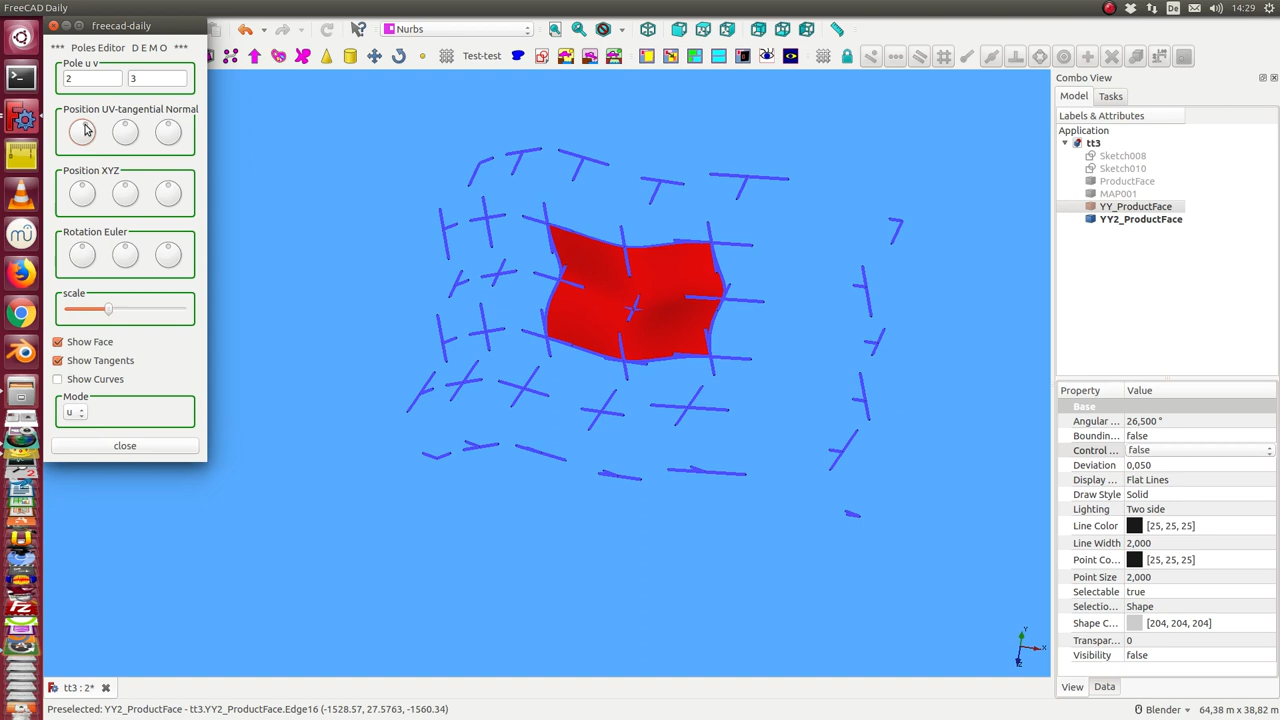 FreeCAD Daily
De
14:29
freecad-daily
*** Poles Editor D E M O ***
Pole u v
2
3
Position UV-tangential Normal
Position XYZ
Rotation Euler
scale
Show Face
Show Tangents
Show Curves
Mode
u
close
Nurbs
Test-test
Combo View
Model
Tasks
Labels & Attributes
Application
tt3
Sketch008
Sketch010
ProductFace
MAP001
YY_ProductFace
YY2_ProductFace
Property
Value
Base
Angular ...
26,500 °
Boundin...
false
Control ...
false
Deviation
0,050
Display ...
Flat Lines
Draw Style
Solid
Lighting
Two side
Line Color
[25, 25, 25]
Line Width
2,000
Point Co...
[25, 25, 25]
Point Size
2,000
Selectable
true
Selectio...
Shape
Shape C...
[204, 204, 204]
Transpar...
0
Visibility
false
View
Data
Y
X
Z
tt3 : 2*
Preselected: YY2_ProductFace - tt3.YY2_ProductFace.Edge16 (-1528.57, 27.5763, -1560.34)
Blender
64,38 m x 38,82 m